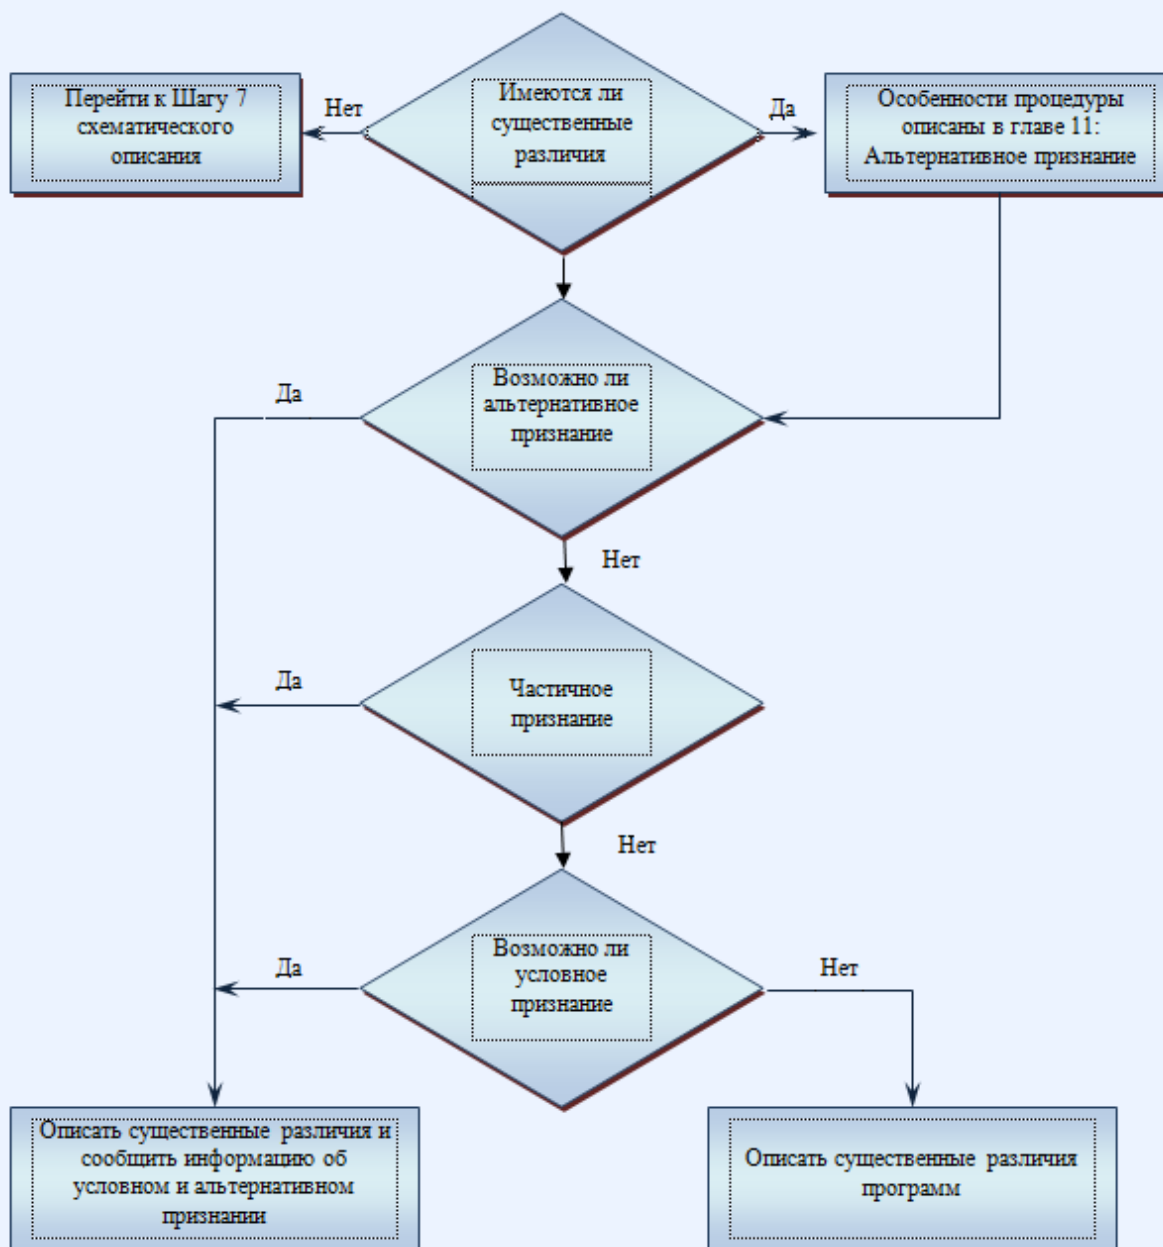 Перейти к Шагу 7
схематического
описания
Нет
Имеются ли
существенные
различия
Да
Особенности процедуры
описаны в главе 11:
Альтернативное признание
Да
Возможно ли
альтернативное
признание
Нет
Да
Частичное
признание
Нет
Да
Возможно ли
условное
признание
Нет
Описать существенные различия и
сообщить информацию об
условном и альтернативном
признании
Описать существенные различия
программ